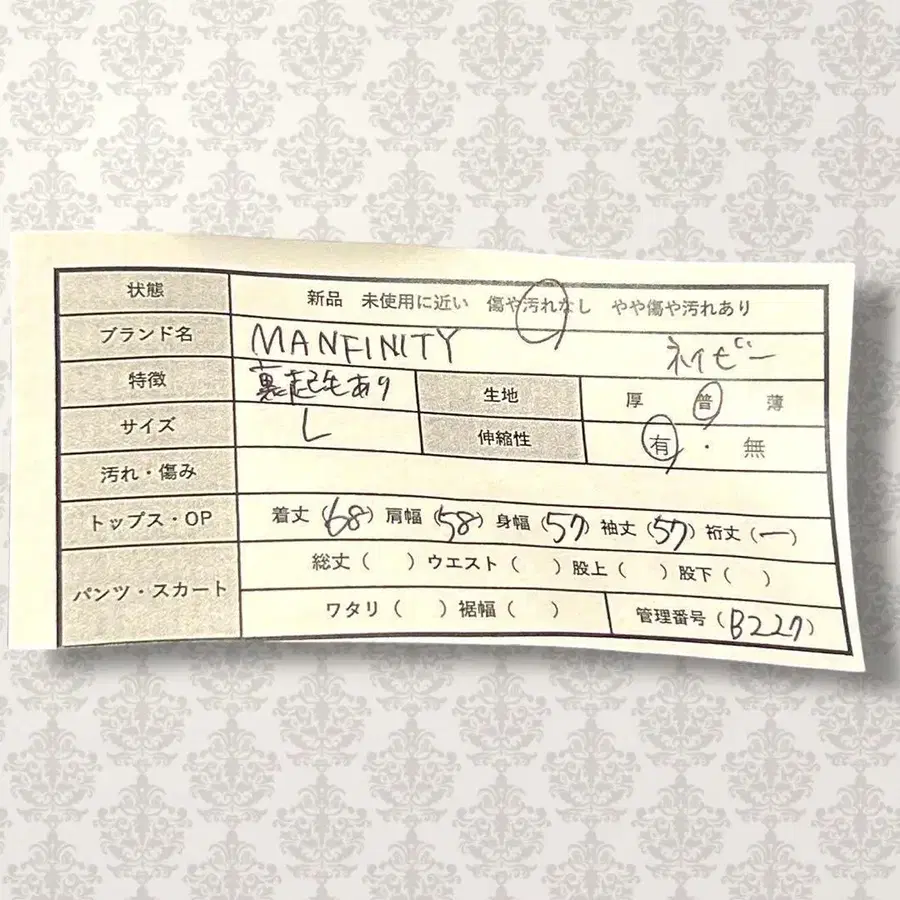 状態 新品 未使用に近い 傷や汚れなし やや傷や汚れあり
ブランド名 MANFINITY ネイビー
特徴 裏起毛あり 生地 厚 普 薄
サイズ L 伸縮性 有・無
汚れ・傷み
トップス・OP 着丈(68) 肩幅(58) 身幅(57) 袖丈(57) 裄丈(ー)
パンツ・スカート 総丈( ) ウエスト( ) 股上( ) 股下( )
ワタリ( ) 裾幅( ) 管理番号(B227)